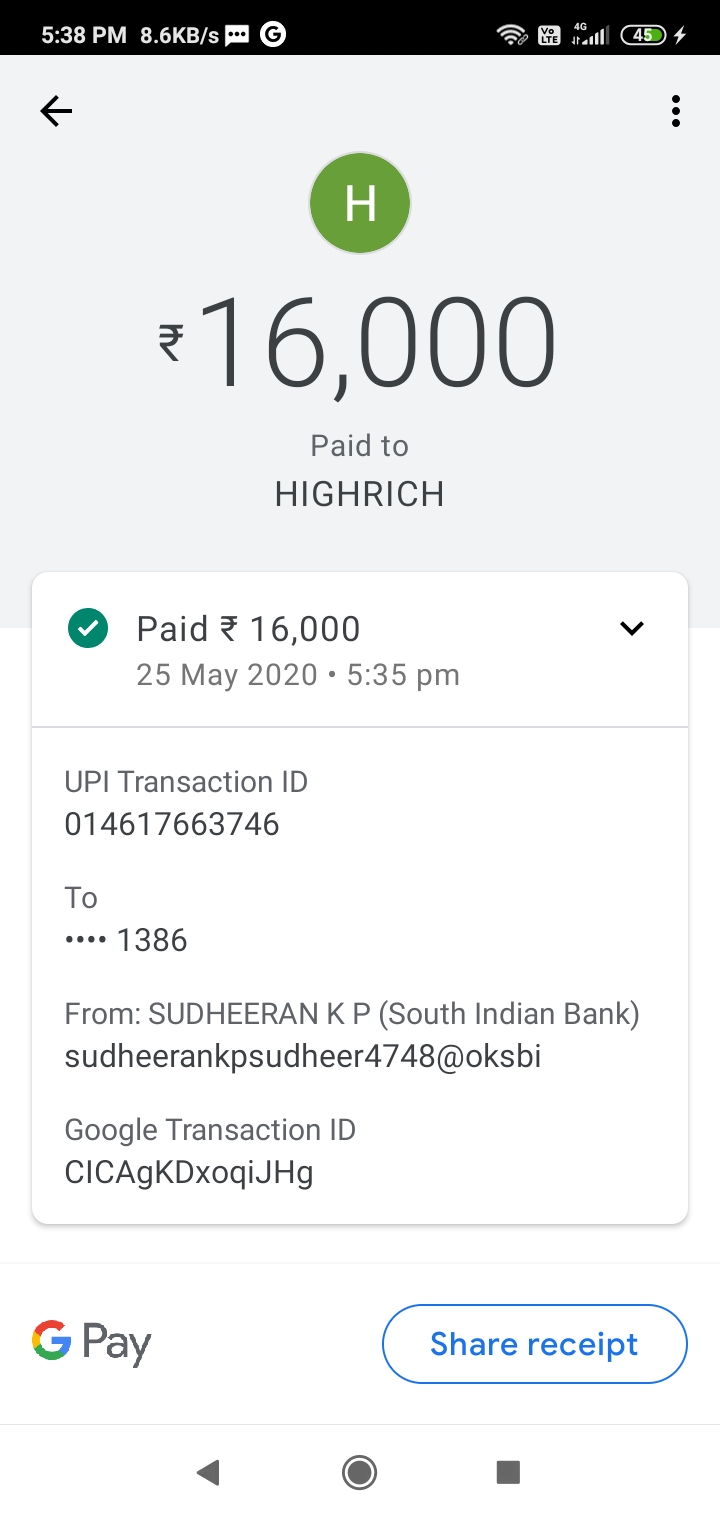 5:38 PM 8.6KB/s G Vo LTE 4G 45
H
₹16,000
Paid to
HIGHRICH
Paid ₹ 16,000
25 May 2020 • 5:35 pm
UPI Transaction ID
014617663746
To
•••• 1386
From: SUDHEERAN K P (South Indian Bank)
sudheerankpsudheer4748@oksbi
Google Transaction ID
CICAgKDxoqiJHg
G Pay Share receipt